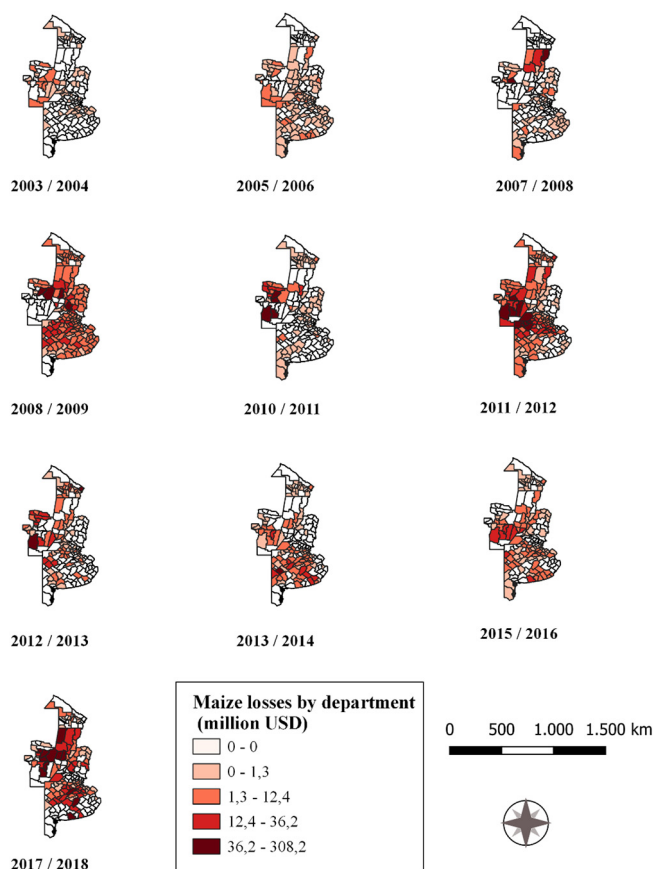 2003 / 2004
2005 / 2006
2007 / 2008
2008 / 2009
2010 / 2011
2011 / 2012
2012 / 2013
2013 / 2014
2015 / 2016
2017 / 2018
Maize losses by department
(million USD)
0 - 0
0 - 1,3
1,3 - 12,4
12,4 - 36,2
36,2 - 308,2
0 500 1.000 1.500 km